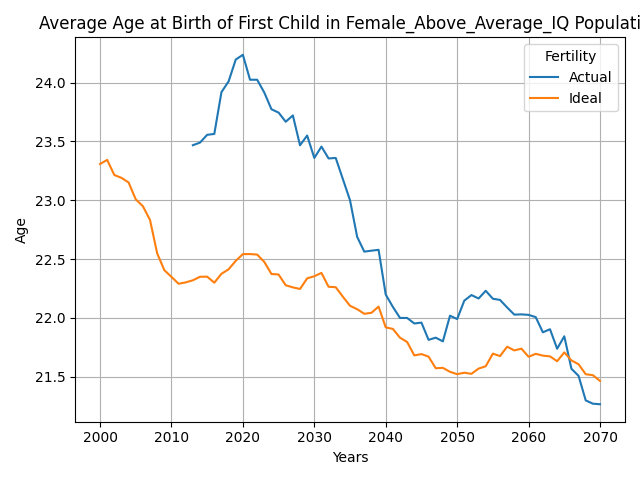 Average Age at Birth of First Child in Female_Above_Average_IQ Populati
Fertility
Actual
Ideal
24.0
23.5
23.0
22.5
22.0
21.5
Age
2000 2010 2020 2030 2040 2050 2060 2070
Years